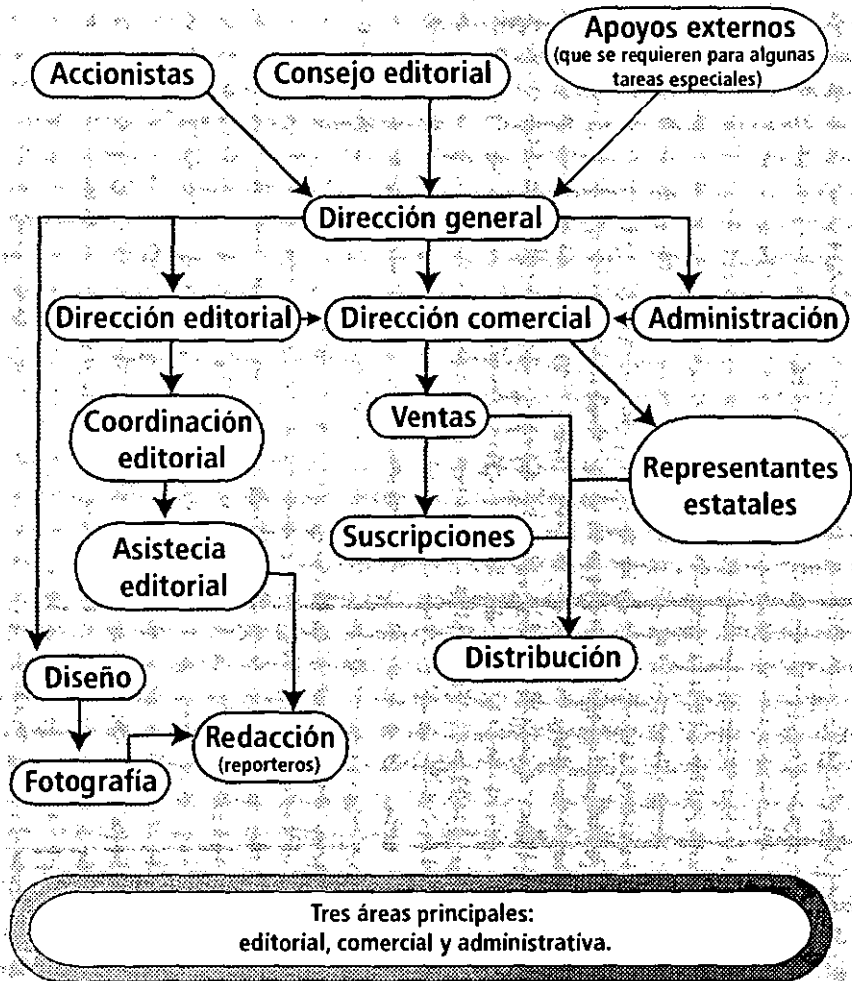 Accionistas
Consejo editorial
Apoyos externos
(que se requieren para algunas
tareas especiales)
Dirección general
Dirección editorial
Dirección comercial
Administración
Coordinación
editorial
Ventas
Representantes
estatales
Suscripciones
Asistecia
editorial
Distribución
Diseño
Redacción
(reporteros)
Fotografía
Tres áreas principales:
editorial, comercial y administrativa.